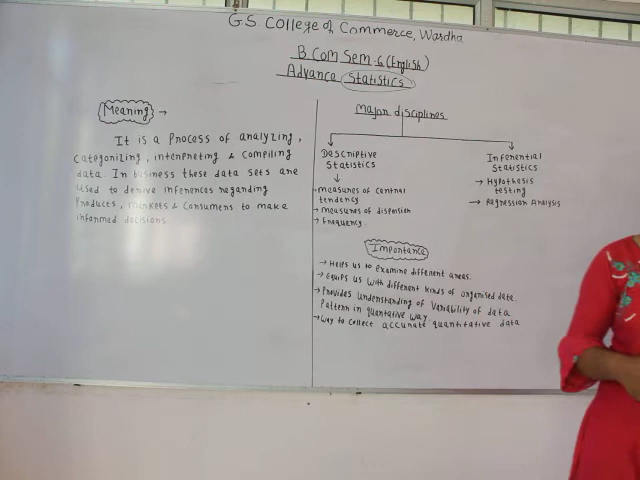 G.S College of Commerce, Wardha
B.Com Sem-6 (English)
Advance Statistics
Meaning →
It is a Process of analyzing,
categorizing, interpreting & compiling
data. In business these data sets are
used to derive inferences regarding
Products, markets & consumers to make
informed decisions
Major disciplines
Descriptive
Statistics
- Measures of central
tendency
→ Measures of dispersion
→ Frequency.
Inferential
Statistics
→ Hypothesis
testing
→ Regression Analysis
Importance
→ Helps us to examine different areas.
→ Equips us with different kinds of organised data.
→ Provides understanding of Variability of data
Pattern in quantative way.
→ Way to collect accurate quantitative data